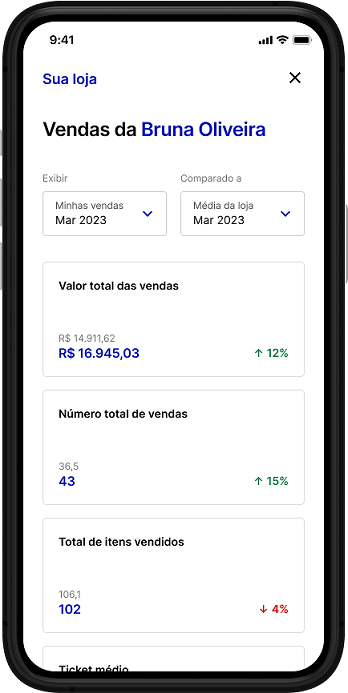 9:41
Sua loja
Vendas da Bruna Oliveira
Exibir
Comparado a
Minhas vendas
Mar 2023
Média da loja
Mar 2023
Valor total das vendas
R$ 14.911,62
R$ 16.945,03
↑ 12%
Número total de vendas
36,5
43
↑ 15%
Total de itens vendidos
106,1
102
↓ 4%
Ticket médio